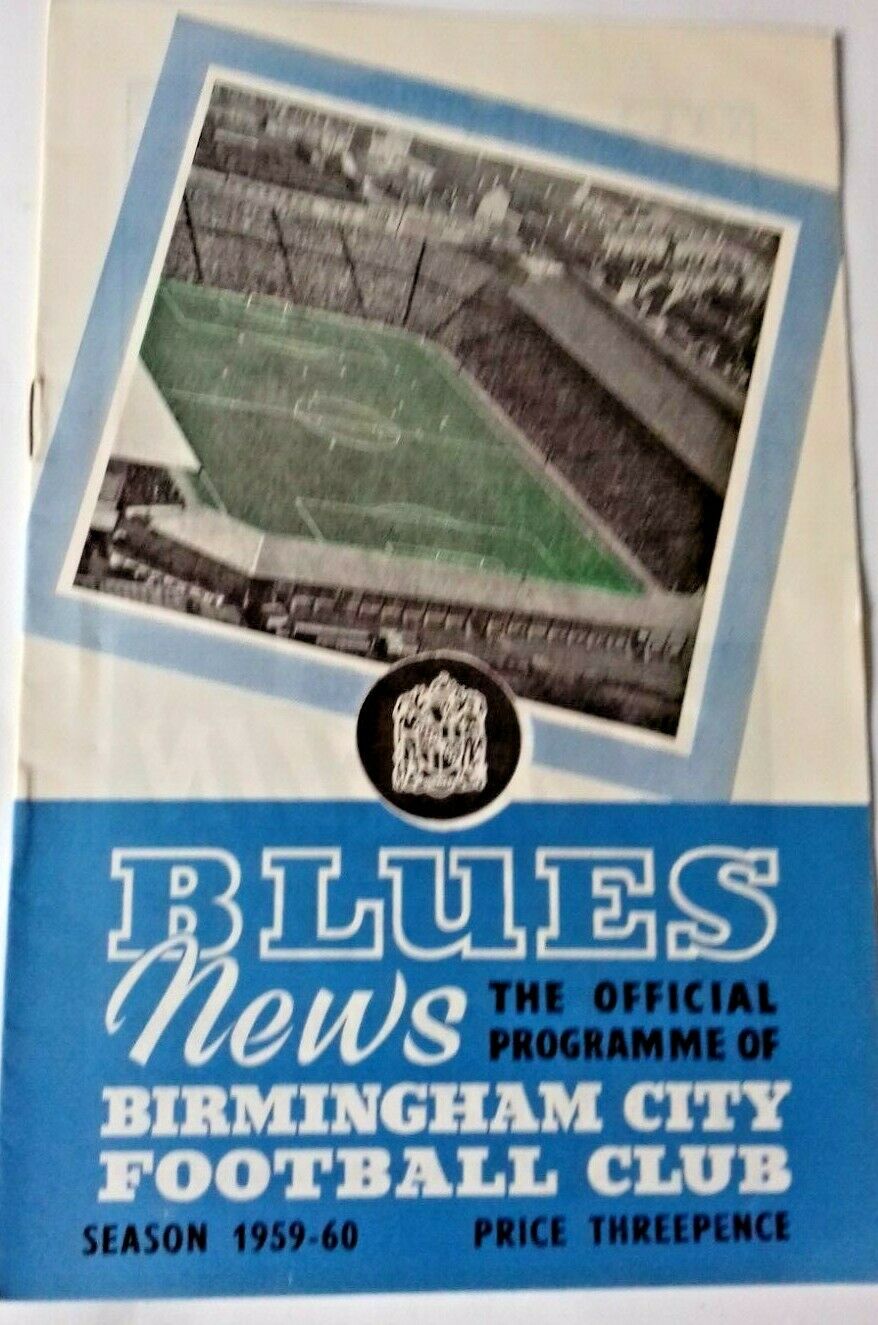 BLUES
News
THE OFFICIAL
PROGRAMME OF
BIRMINGHAM CITY
FOOTBALL CLUB
SEASON 1959-60 PRICE THREEPENCE